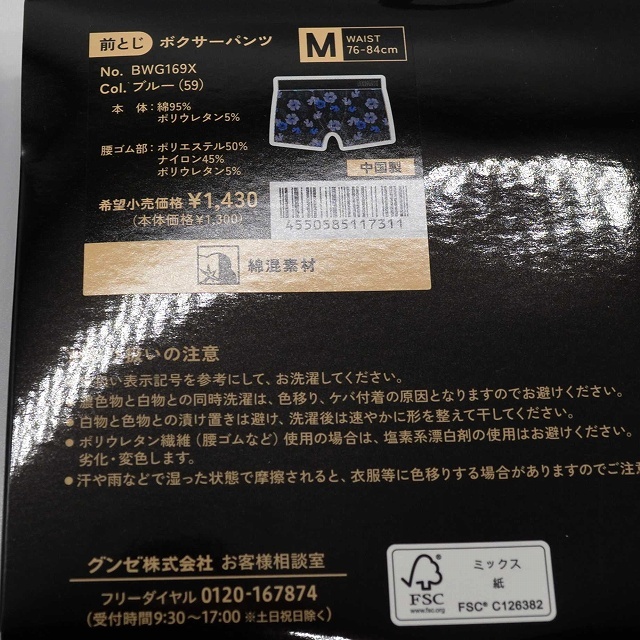 前とじ ボクサーパンツ
M WAIST 76-84cm
No. BWG169X
Col. ブルー(59)
本 体：綿95%
ポリウレタン5%
腰ゴム部：ポリエステル50%
ナイロン45%
ポリウレタン5%
中国製
希望小売価格 ¥1,430
(本体価格 ¥1,300)
4550585117311
綿混素材
扱いの注意
扱い表示記号を参考にして、お洗濯してください。
濃色物と白物との同時洗濯は、色移り、ケバ付着の原因となりますのでお避けください。
● 白物と色物との漬け置きは避け、洗濯後は速やかに形を整えて干してください。
● ポリウレタン繊維(腰ゴムなど)使用の場合は、塩素系漂白剤の使用はお避けください。
劣化・変色します。
● 汗や雨などで湿った状態で摩擦されると、衣服等に色移りする場合がありますのでご注
グンゼ株式会社 お客様相談室
フリーダイヤル 0120-167874
(受付時間9:30～17:00 ※土日祝日除く)
FSC
www.fsc.org
ミックス
紙
FSC® C126382